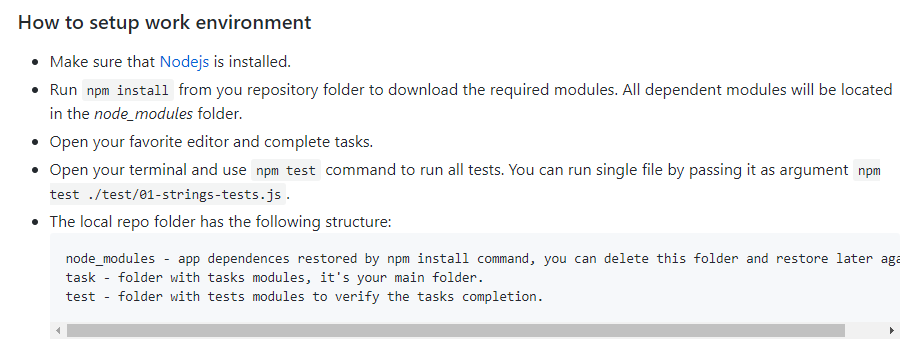 How to setup work environment
Make sure that Nodejs is installed.
Run npm install from you repository folder to download the required modules. All dependent modules will be located
in the node_modules folder.
Open your favorite editor and complete tasks.
Open your terminal and use npm test command to run all tests. You can run single file by passing it as argument npm
test ./test/01-strings-tests.js.
The local repo folder has the following structure:
node_modules - app dependences restored by npm install command, you can delete this folder and restore later aga
task - folder with tasks modules, it's your main folder.
test - folder with tests modules to verify the tasks completion.